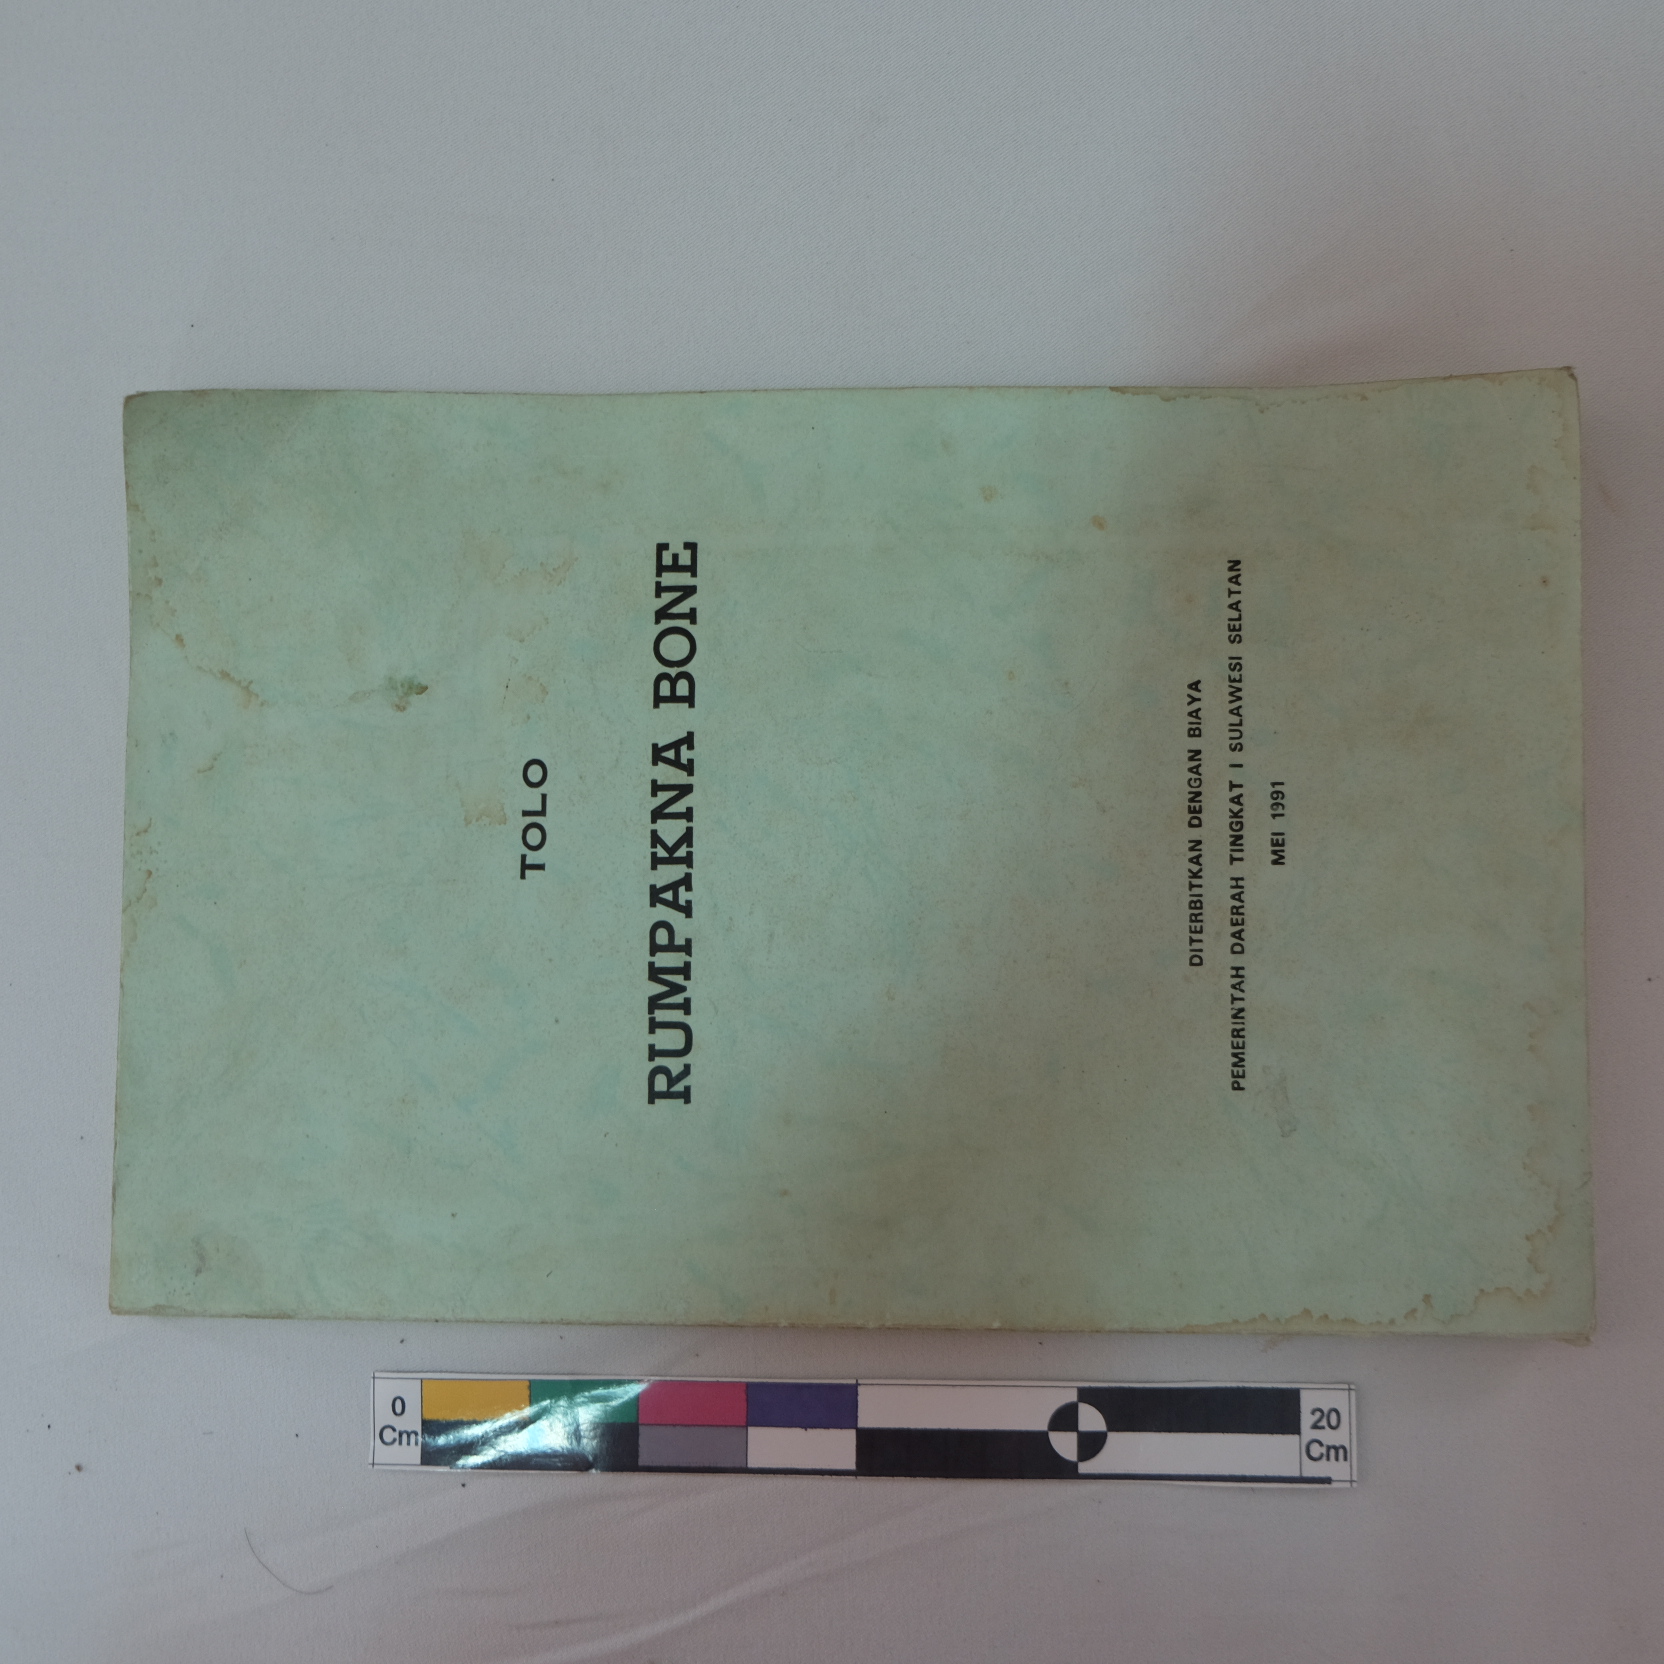 TOLO
RUMPAKNA BONE
DITERBITKAN DENGAN BIAYA
PEMERINTAH DAERAH TINGKAT I SULAWESI SELATAN
MEI 1991
0
Cm
20
Cm